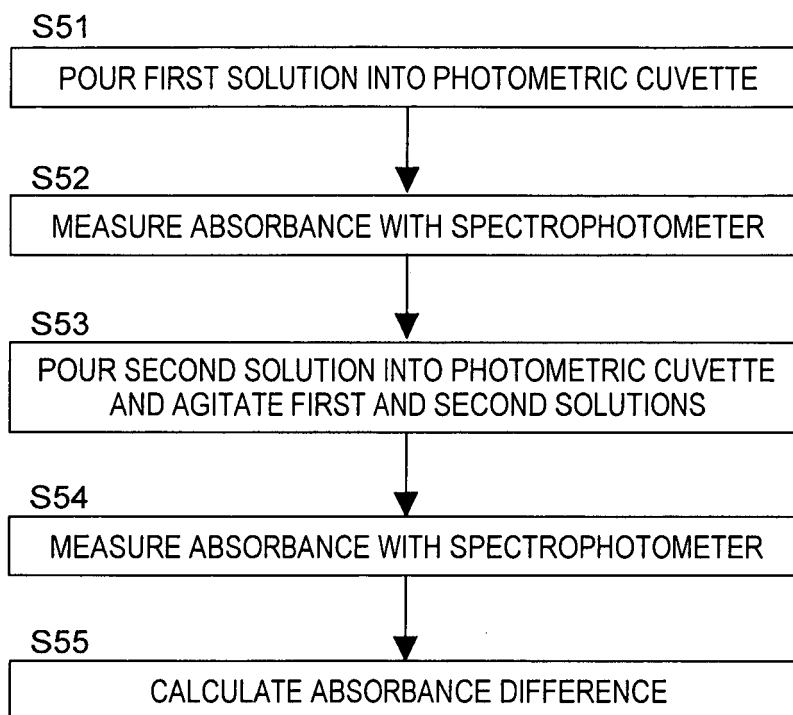 S51
POUR FIRST SOLUTION INTO PHOTOMETRIC CUVETTE
S52
MEASURE ABSORBANCE WITH SPECTROPHOTOMETER
S53
POUR SECOND SOLUTION INTO PHOTOMETRIC CUVETTE
AND AGITATE FIRST AND SECOND SOLUTIONS
S54
MEASURE ABSORBANCE WITH SPECTROPHOTOMETER
S55
CALCULATE ABSORBANCE DIFFERENCE